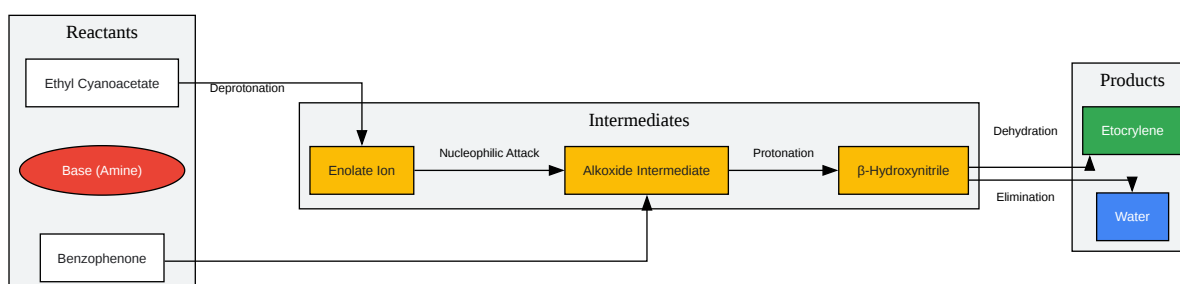 Reactants
Ethyl Cyanoacetate
Base (Amine)
Benzophenone
Deprotonation
Intermediates
Enolate Ion
Nucleophilic Attack
Alkoxide Intermediate
Protonation
β-Hydroxynitrile
Dehydration
Elimination
Products
Etocrylene
Water